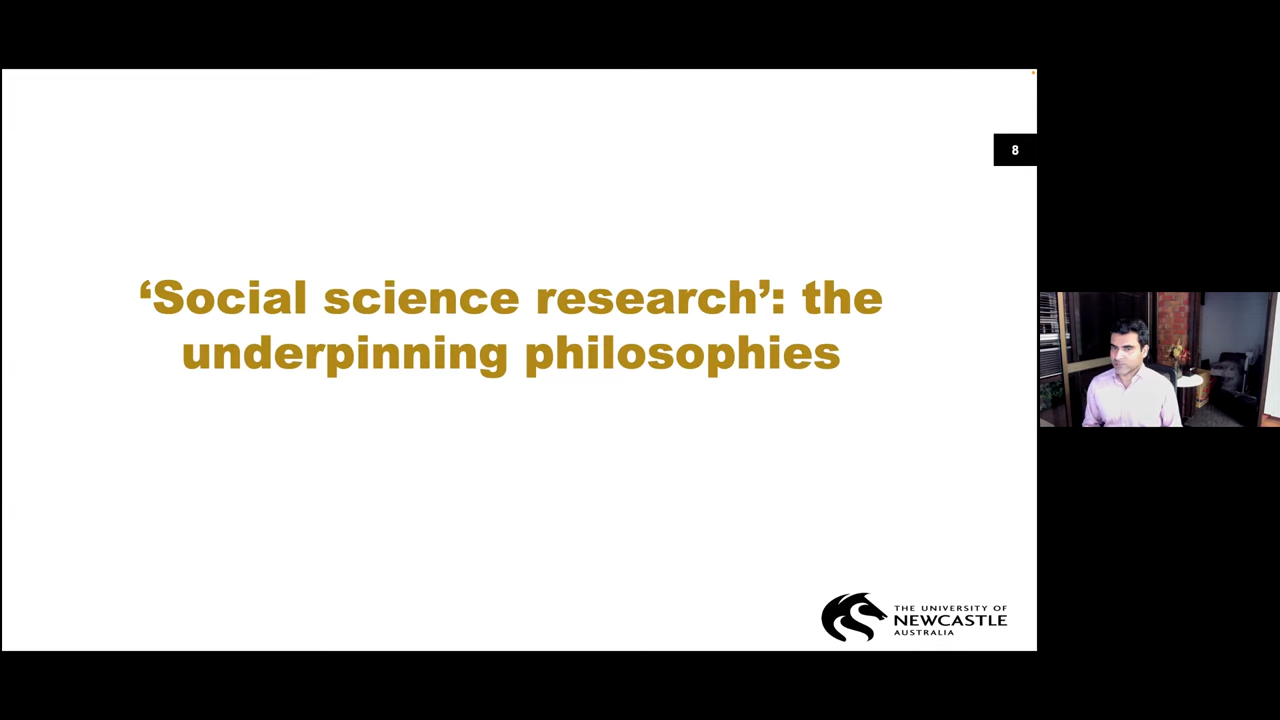 8
‘Social science research’: the
underpinning philosophies
THE UNIVERSITY OF
NEWCASTLE
AUSTRALIA